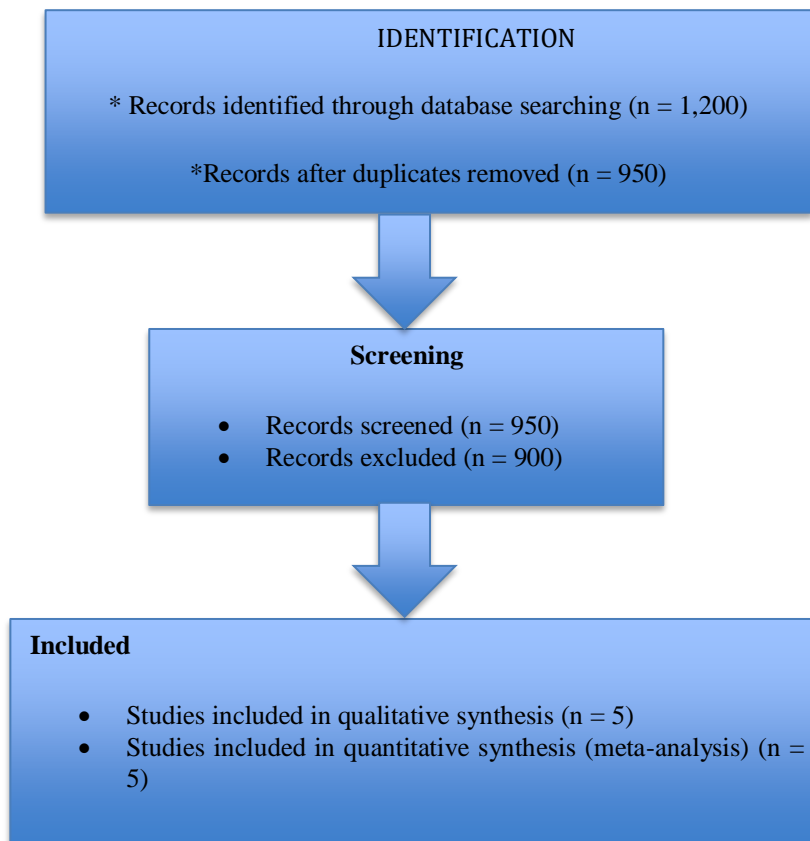 IDENTIFICATION
* Records identified through database searching (n = 1,200)
*Records after duplicates removed (n = 950)
Screening
• Records screened (n = 950)
• Records excluded (n = 900)
Included
• Studies included in qualitative synthesis (n = 5)
• Studies included in quantitative synthesis (meta-analysis) (n =
5)